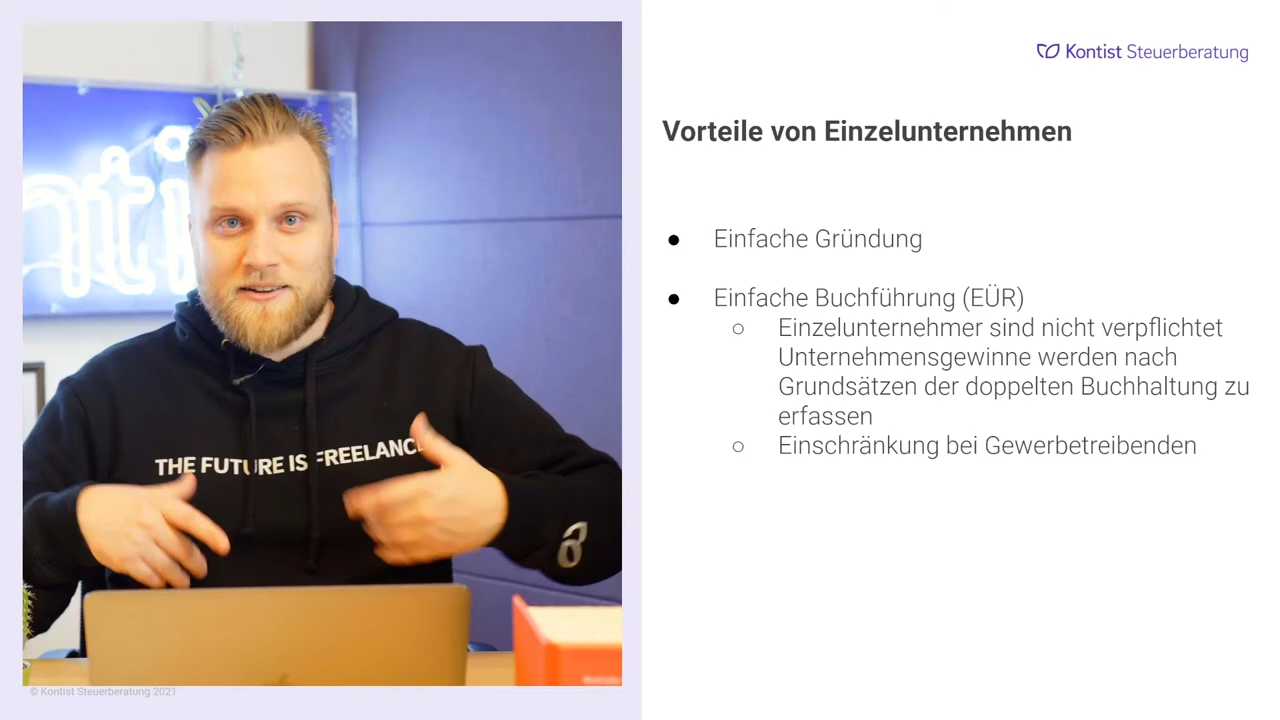 Kontist Steuerberatung
Vorteile von Einzelunternehmen
● Einfache Gründung
● Einfache Buchführung (EÜR)
○ Einzelunternehmer sind nicht verpflichtet
Unternehmensgewinne werden nach
Grundsätzen der doppelten Buchhaltung zu
erfassen
○ Einschränkung bei Gewerbetreibenden
THE FUTURE IS FREELANCE
© Kontist Steuerberatung 2021